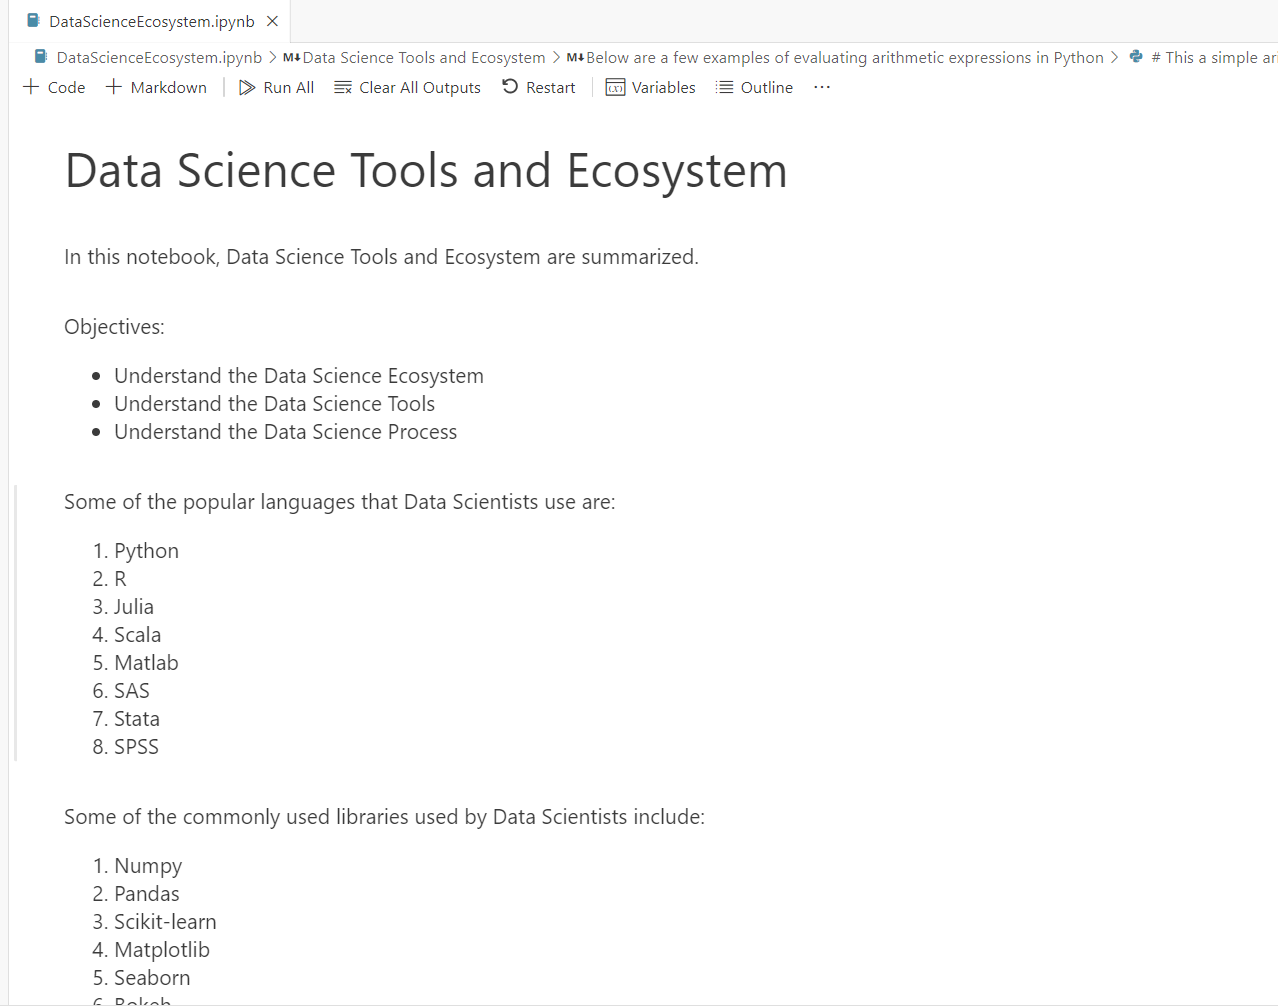 DataScienceEcosystem.ipynb
DataScienceEcosystem.ipynb > M↓Data Science Tools and Ecosystem > M↓Below are a few examples of evaluating arithmetic expressions in Python > # This a simple ar
+ Code + Markdown | Run All Clear All Outputs Restart | Variables Outline ...
Data Science Tools and Ecosystem
In this notebook, Data Science Tools and Ecosystem are summarized.
Objectives:
• Understand the Data Science Ecosystem
• Understand the Data Science Tools
• Understand the Data Science Process
Some of the popular languages that Data Scientists use are:
1. Python
2. R
3. Julia
4. Scala
5. Matlab
6. SAS
7. Stata
8. SPSS
Some of the commonly used libraries used by Data Scientists include:
1. Numpy
2. Pandas
3. Scikit-learn
4. Matplotlib
5. Seaborn
6. Bokeh